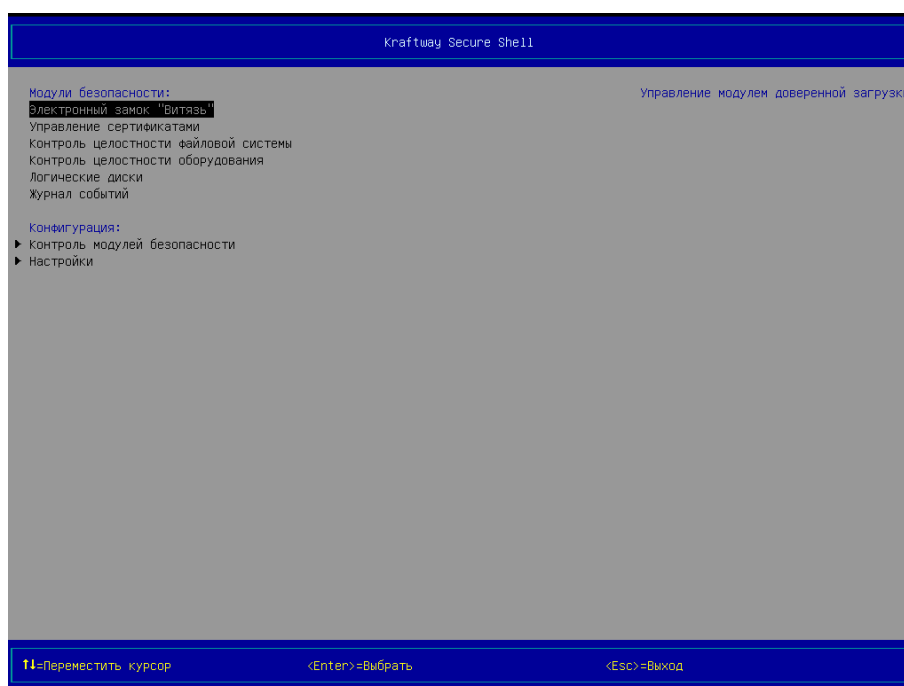 Kraftway Secure Shell
Модули безопасности:
Управление модулем доверенной загрузк
Электронный замок "Витязь"
Управление сертификатами
Контроль целостности файловой системы
Контроль целостности оборудования
Логические диски
Журнал событий
Конфигурация:
Контроль модулей безопасности
Настройки
↑↓=Переместить курсор <Enter>=Выбрать <Esc>=Выход